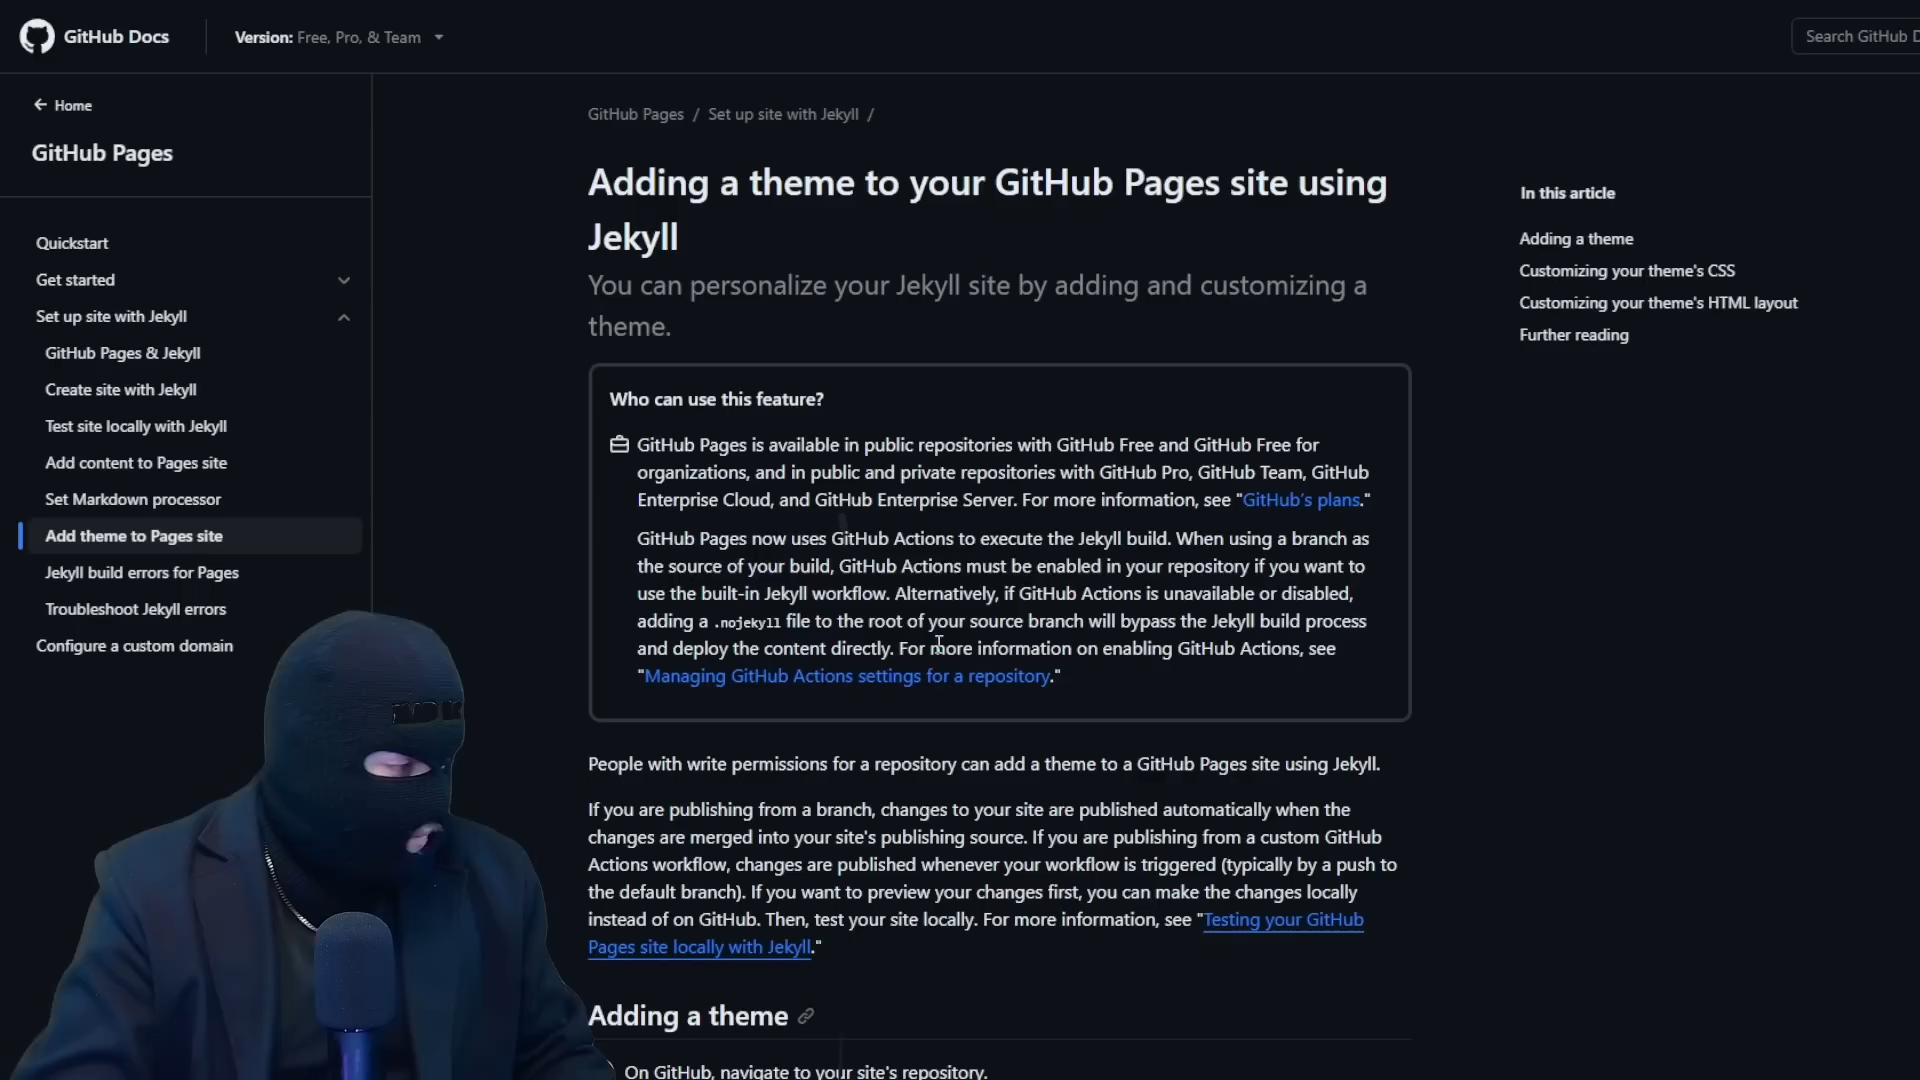 GitHub Docs
Version: Free, Pro, & Team
Search GitHub D
Home
GitHub Pages
Quickstart
Get started
Set up site with Jekyll
GitHub Pages & Jekyll
Create site with Jekyll
Test site locally with Jekyll
Add content to Pages site
Set Markdown processor
Add theme to Pages site
Jekyll build errors for Pages
Troubleshoot Jekyll errors
Configure a custom domain
GitHub Pages / Set up site with Jekyll /
Adding a theme to your GitHub Pages site using
Jekyll
You can personalize your Jekyll site by adding and customizing a
theme.
Who can use this feature?
GitHub Pages is available in public repositories with GitHub Free and GitHub Free for
organizations, and in public and private repositories with GitHub Pro, GitHub Team, GitHub
Enterprise Cloud, and GitHub Enterprise Server. For more information, see "GitHub's plans."
GitHub Pages now uses GitHub Actions to execute the Jekyll build. When using a branch as
the source of your build, GitHub Actions must be enabled in your repository if you want to
use the built-in Jekyll workflow. Alternatively, if GitHub Actions is unavailable or disabled,
adding a .nojekyll file to the root of your source branch will bypass the Jekyll build process
and deploy the content directly. For more information on enabling GitHub Actions, see
"Managing GitHub Actions settings for a repository."
People with write permissions for a repository can add a theme to a GitHub Pages site using Jekyll.
If you are publishing from a branch, changes to your site are published automatically when the
changes are merged into your site's publishing source. If you are publishing from a custom GitHub
Actions workflow, changes are published whenever your workflow is triggered (typically by a push to
the default branch). If you want to preview your changes first, you can make the changes locally
instead of on GitHub. Then, test your site locally. For more information, see "Testing your GitHub
Pages site locally with Jekyll."
Adding a theme
On GitHub, navigate to your site's repository.
In this article
Adding a theme
Customizing your theme's CSS
Customizing your theme's HTML layout
Further reading